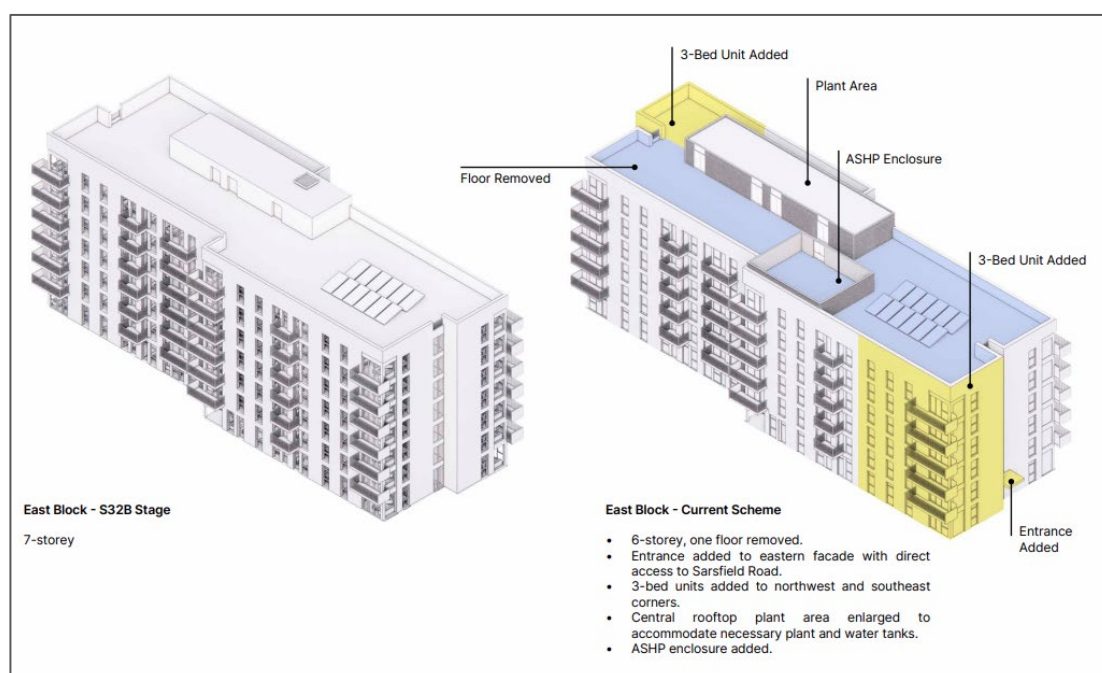 3-Bed Unit Added
Plant Area
ASHP Enclosure
Floor Removed
3-Bed Unit Added
East Block - S32B Stage
7-storey
East Block - Current Scheme
• 6-storey, one floor removed.
• Entrance added to eastern facade with direct
access to Sarsfield Road.
• 3-bed units added to northwest and southeast
corners.
• Central rooftop plant area enlarged to
accommodate necessary plant and water tanks.
• ASHP enclosure added.
Entrance
Added